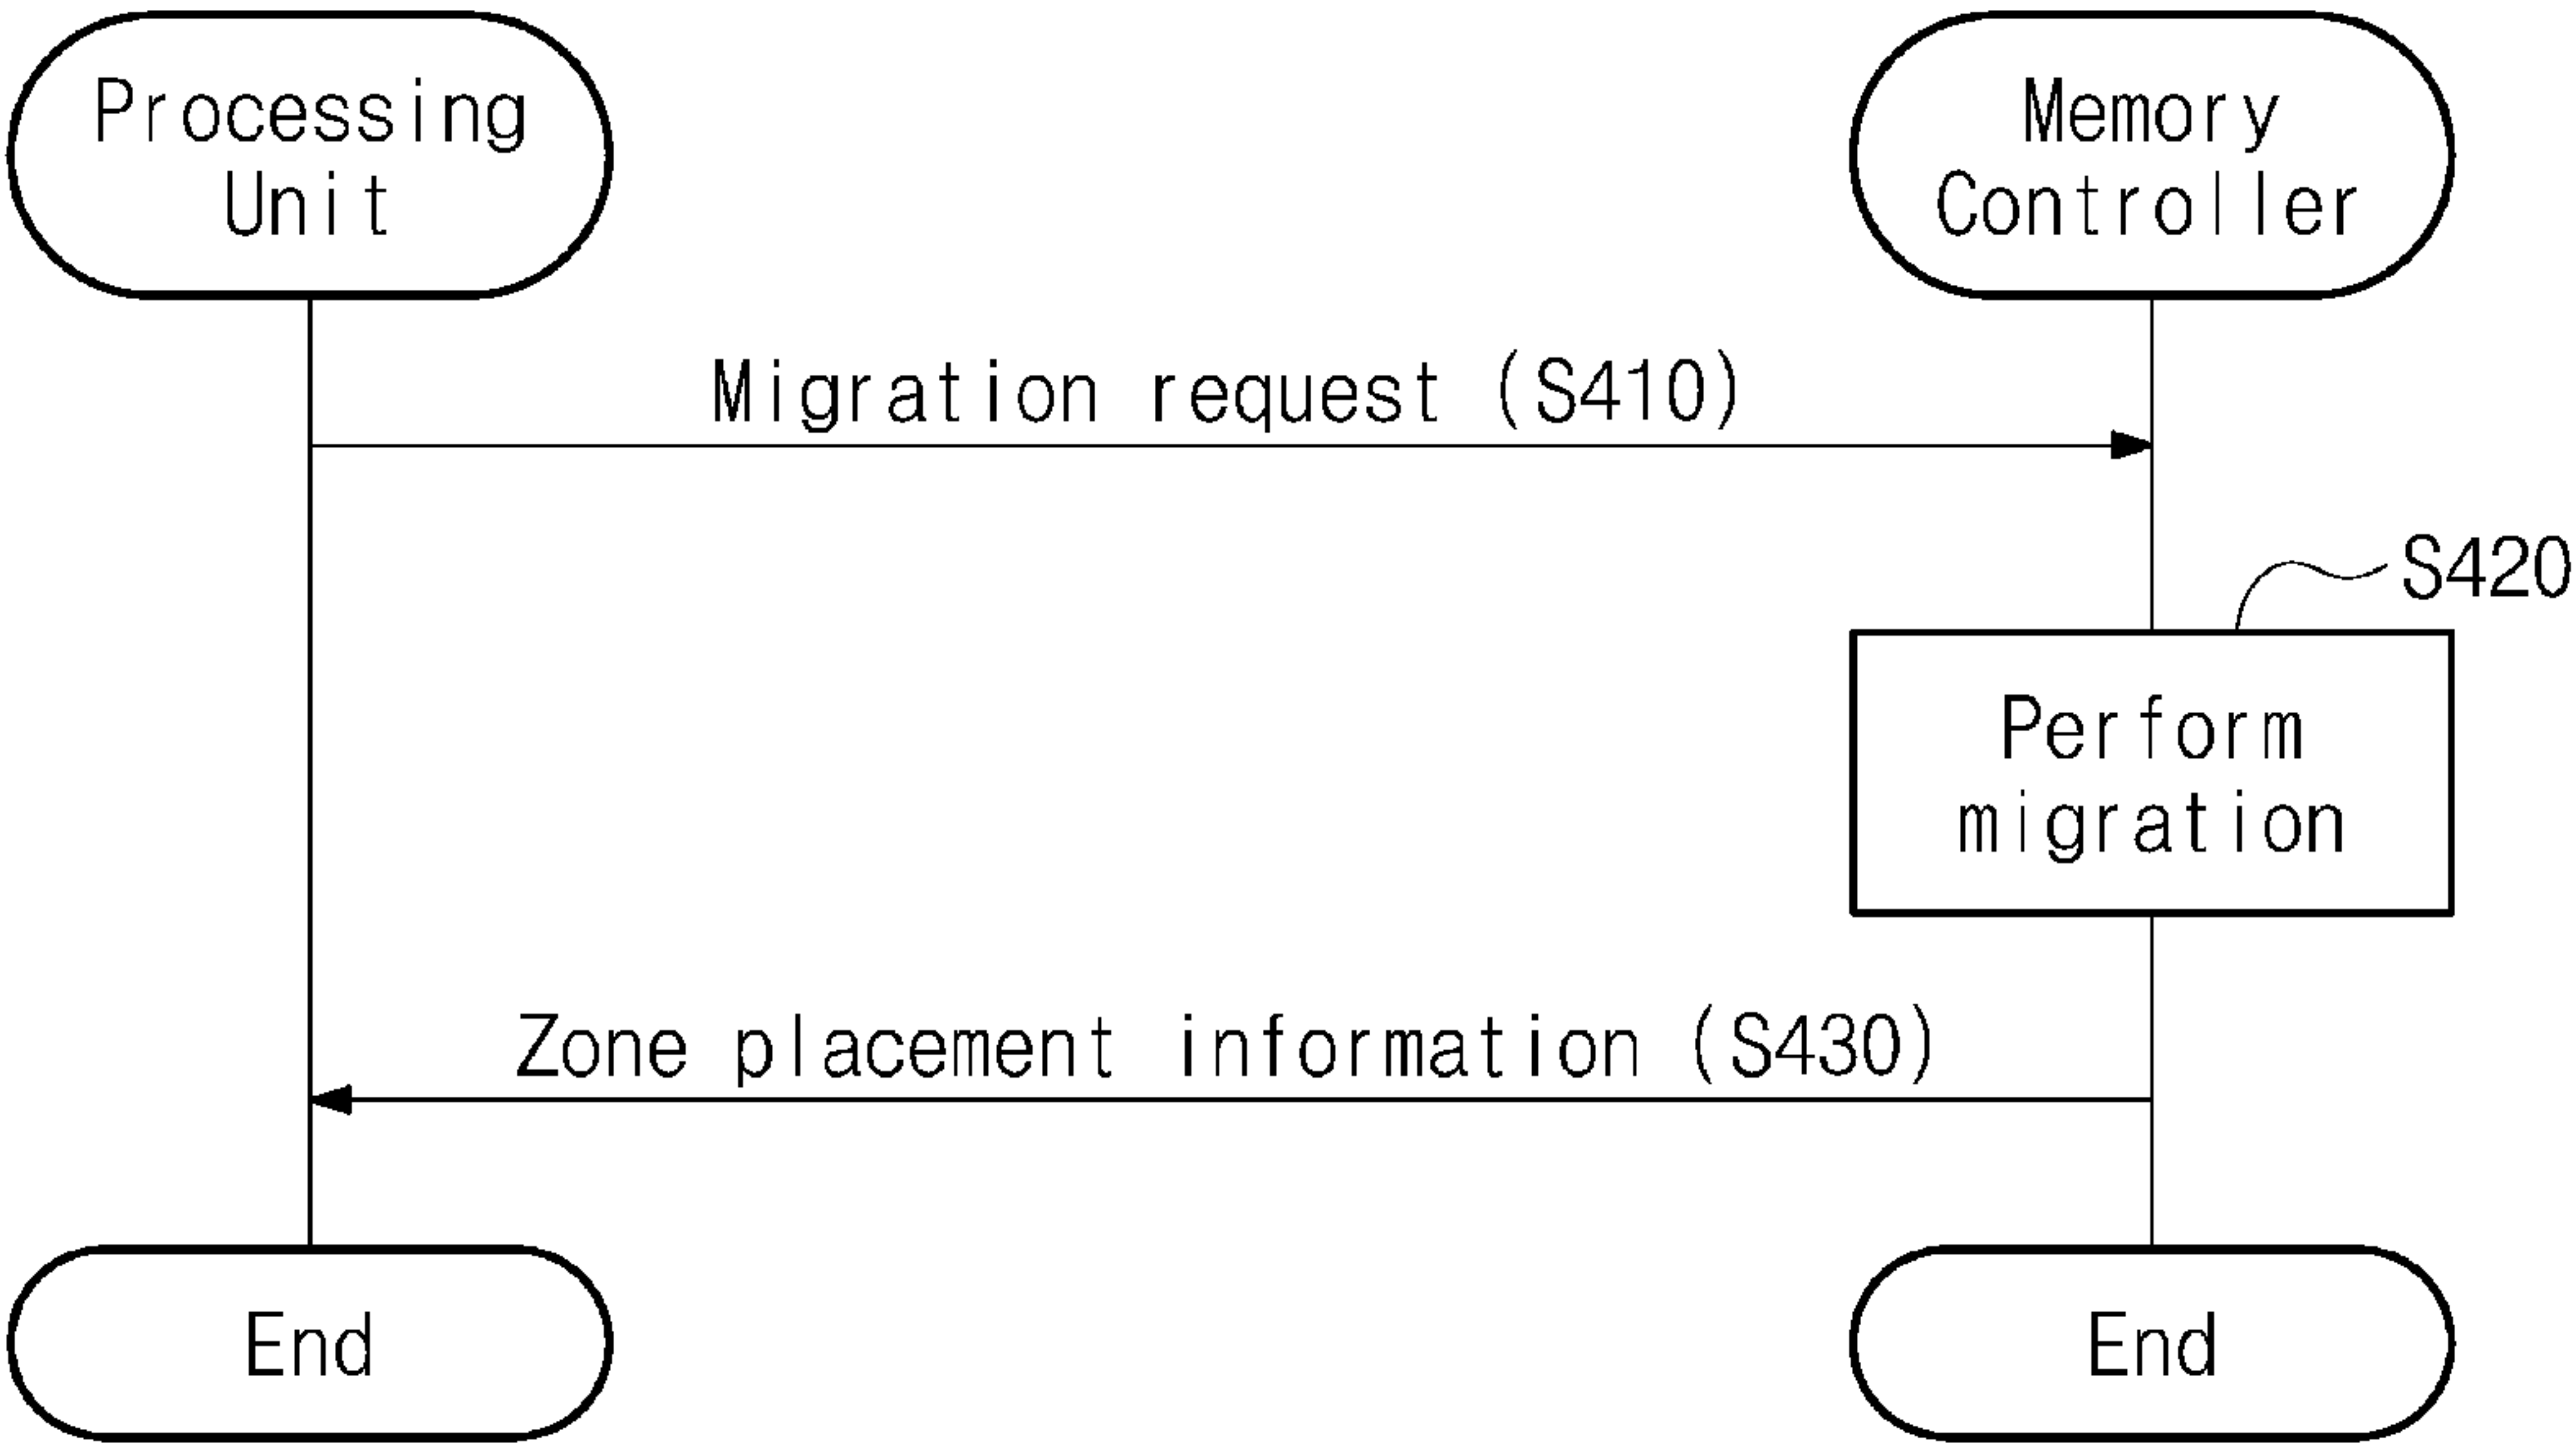 Processing
Unit
Memory
Controller
Migration request (S410)
S420
Perform
migration
Zone placement information (S430)
End
End